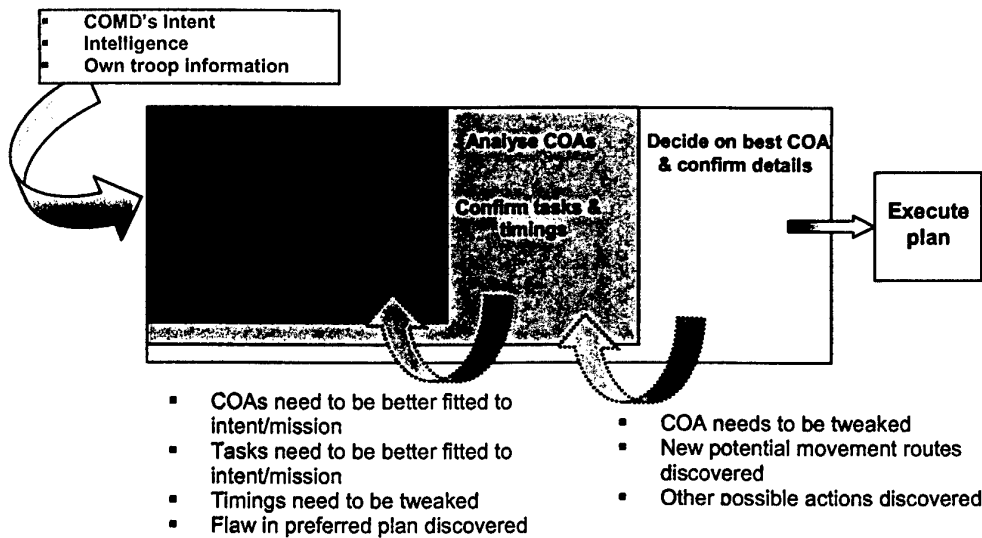 ▪ COMD's Intent
▪ Intelligence
▪ Own troop information
Analyse COAs
Confirm tasks &
timings
Decide on best COA
& confirm details
Execute
plan
▪ COAs need to be better fitted to
intent/mission
▪ Tasks need to be better fitted to
intent/mission
▪ Timings need to be tweaked
▪ Flaw in preferred plan discovered
▪ COA needs to be tweaked
▪ New potential movement routes
discovered
▪ Other possible actions discovered